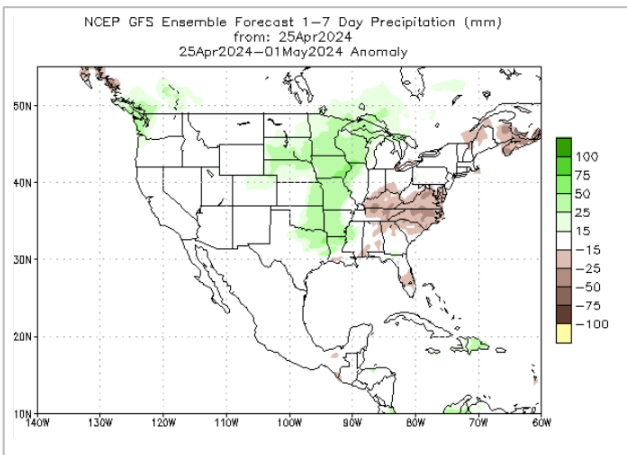 NCEP GFS Ensemble Forecast 1–7 Day Precipitation (mm)
from: 25Apr2024
25Apr2024–01May2024 Anomaly
50N
40N
30N
20N
10N
140W
130W
120W
110W
100W
90W
80W
70W
60W
100
75
50
25
15
-15
-25
-50
-75
-100